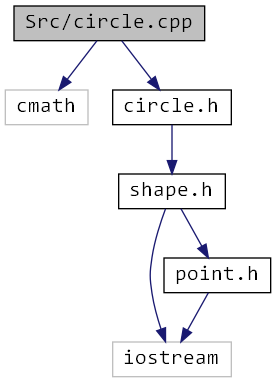 Src/circle.cpp
cmath
circle.h
shape.h
point.h
iostream